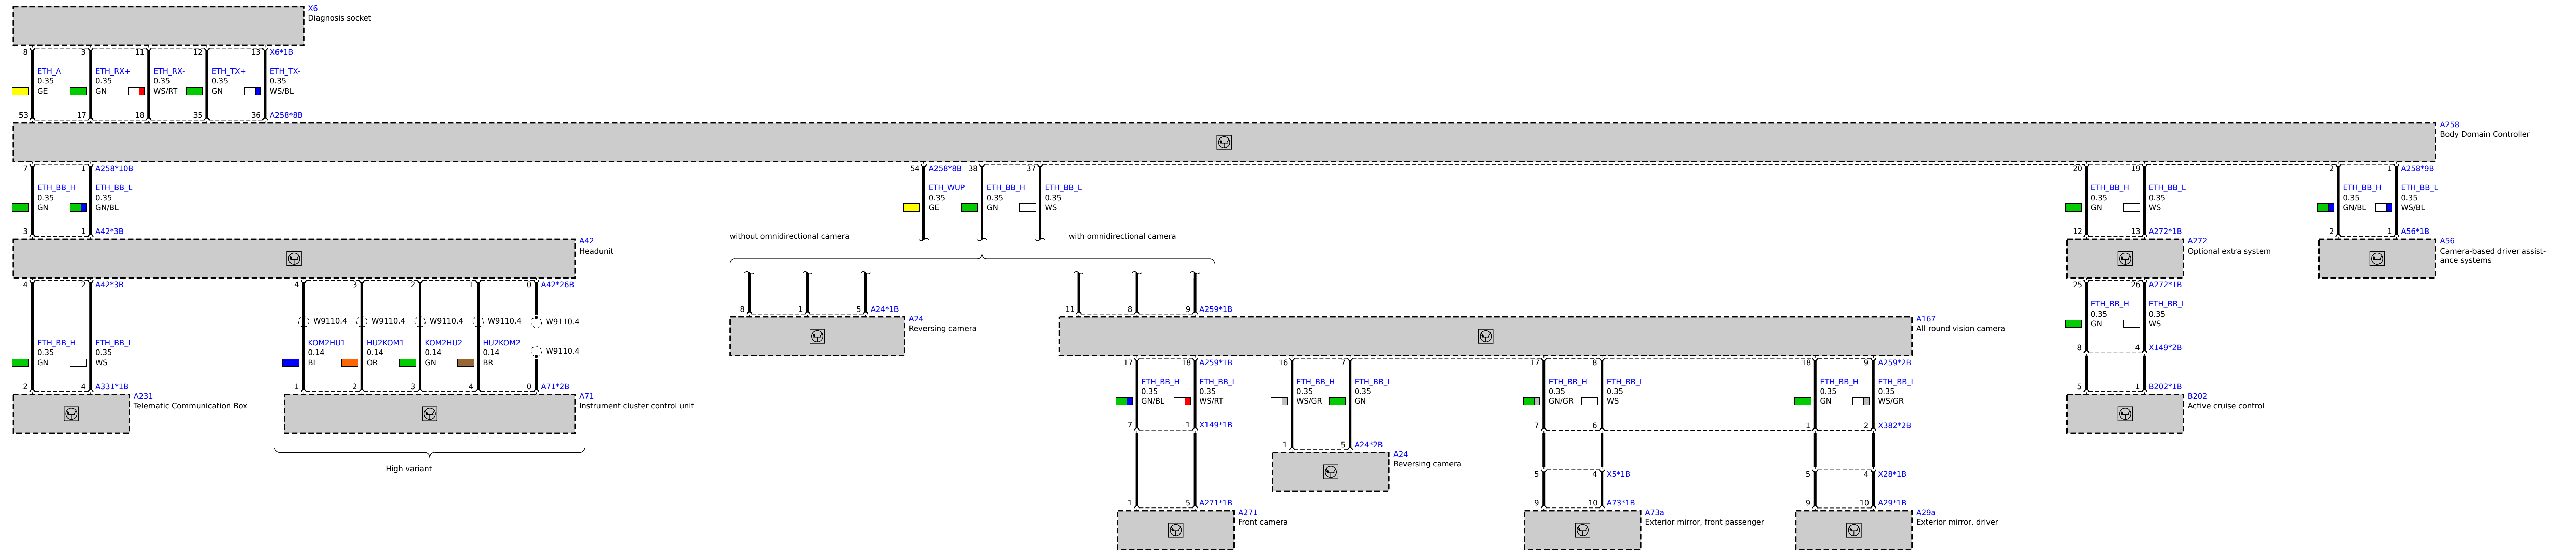 X6
Diagnosis socket
8 3 11 12 13 X6*1B
ETH_A ETH_RX+ ETH_RX- ETH_TX+ ETH_TX-
0.35 0.35 0.35 0.35 0.35
GE GN WS/RT GN WS/BL
53 17 18 35 36 A258*8B
A258
Body Domain Controller
7 1 A258*10B 54 A258*8B 38 37 20 19 2 1 A258*9B
ETH_BB_H ETH_BB_L ETH_WUP ETH_BB_H ETH_BB_L ETH_BB_H ETH_BB_L ETH_BB_H ETH_BB_L
0.35 0.35 0.35 0.35 0.35 0.35 0.35 0.35 0.35
GN GN/BL GE GN WS GN WS GN/BL WS/BL
3 1 A42*3B 12 13 A272*1B 2 1 A56*1B
without omnidirectional camera with omnidirectional camera
A42
Headunit
A272
Optional extra system
A56
Camera-based driver assist-
ance systems
4 2 A42*3B 4 3 2 1 0 A42*26B 25 26 A272*1B
ETH_BB_H ETH_BB_L
0.35 0.35
GN WS
8 1 5 A24*1B 11 8 9 A259*1B
A24
Reversing camera
A167
All-round vision camera
W9110.4 W9110.4 W9110.4 W9110.4 W9110.4
ETH_BB_H ETH_BB_L KOM2HU1 HU2KOM1 KOM2HU2 HU2KOM2
0.35 0.35 0.14 0.14 0.14 0.14
GN WS BL OR GN BR
W9110.4
8 4 X149*2B
2 4 A331*1B 1 2 3 4 0 A71*2B 5 1 B202*1B
A231
Telematic Communication Box
A71
Instrument cluster control unit
B202
Active cruise control
High variant
17 18 A259*1B 16 7 17 8 18 9 A259*2B
ETH_BB_H ETH_BB_L ETH_BB_H ETH_BB_L ETH_BB_H ETH_BB_L ETH_BB_H ETH_BB_L
0.35 0.35 0.35 0.35 0.35 0.35 0.35 0.35
GN/BL WS/RT WS/GR GN GN/GR WS GN WS/GR
7 1 X149*1B 7 6 1 2 X382*2B
1 5 A24*2B
A24
Reversing camera
5 4 X5*1B 5 4 X28*1B
1 5 A271*1B 9 10 A73*1B 9 10 A29*1B
A271
Front camera
A73a
Exterior mirror, front passenger
A29a
Exterior mirror, driver